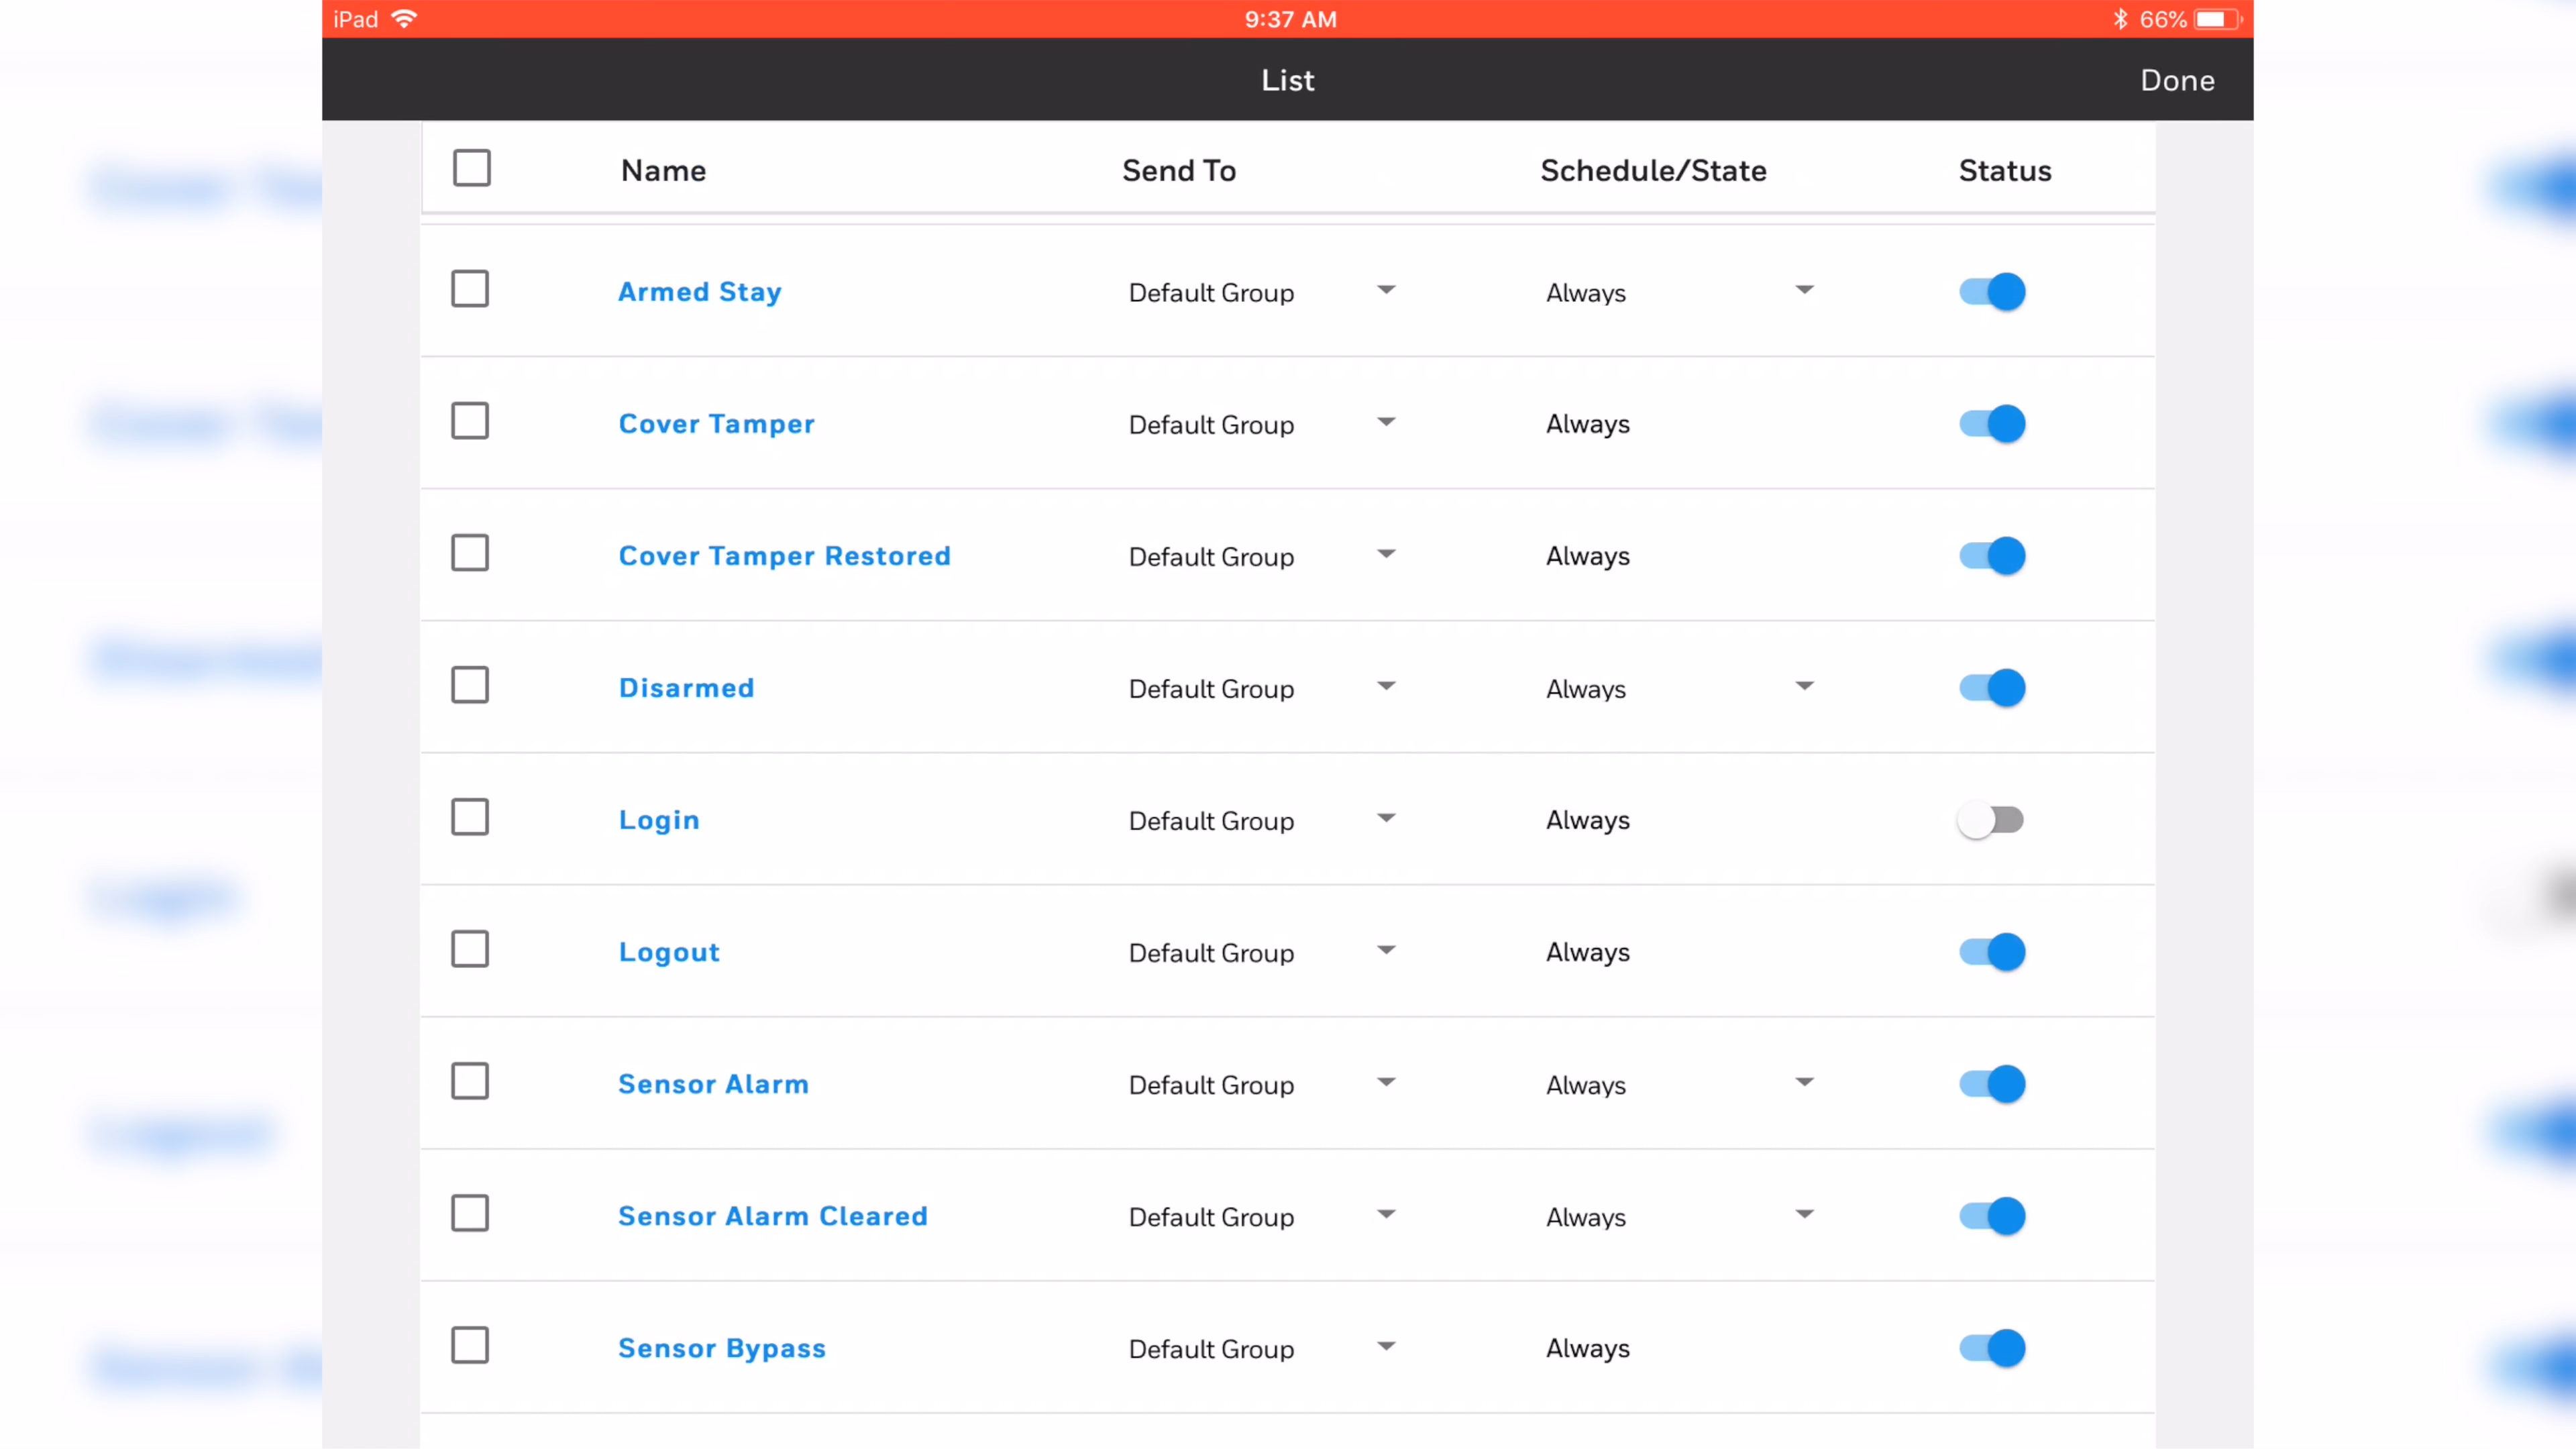 iPad 9:37 AM 66%
List Done
Name Send To Schedule/State Status
Armed Stay Default Group Always
Cover Tamper Default Group Always
Cover Tamper Restored Default Group Always
Disarmed Default Group Always
Login Default Group Always
Logout Default Group Always
Sensor Alarm Default Group Always
Sensor Alarm Cleared Default Group Always
Sensor Bypass Default Group Always